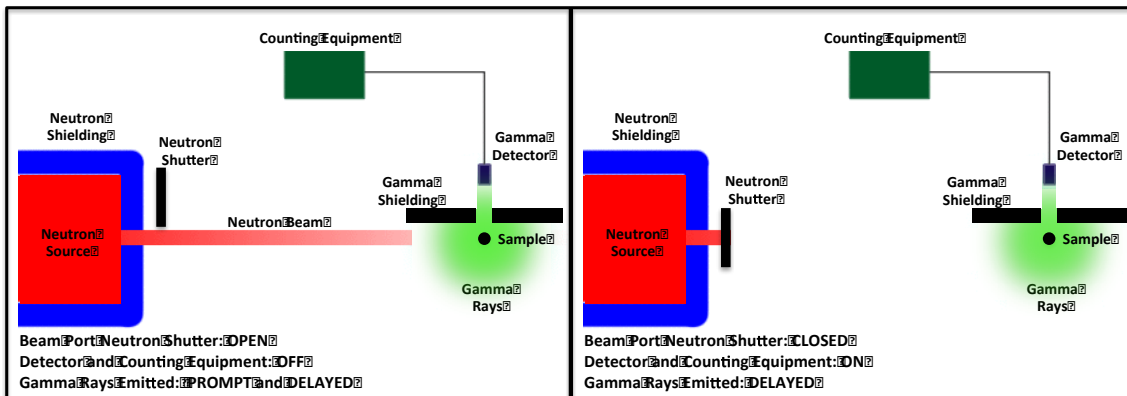 Counting Equipment
Neutron
Shielding
Neutron
Shutter
Gamma
Detector
Gamma
Shielding
Neutron Beam
Neutron
Source
Sample
Gamma
Rays
Beam Port Neutron Shutter: OPEN
Detector and Counting Equipment: OFF
Gamma Rays Emitted: PROMPT and DELAYED
Counting Equipment
Neutron
Shielding
Gamma
Detector
Neutron
Shutter
Gamma
Shielding
Neutron
Source
Sample
Gamma
Rays
Beam Port Neutron Shutter: CLOSED
Detector and Counting Equipment: ON
Gamma Rays Emitted: DELAYED